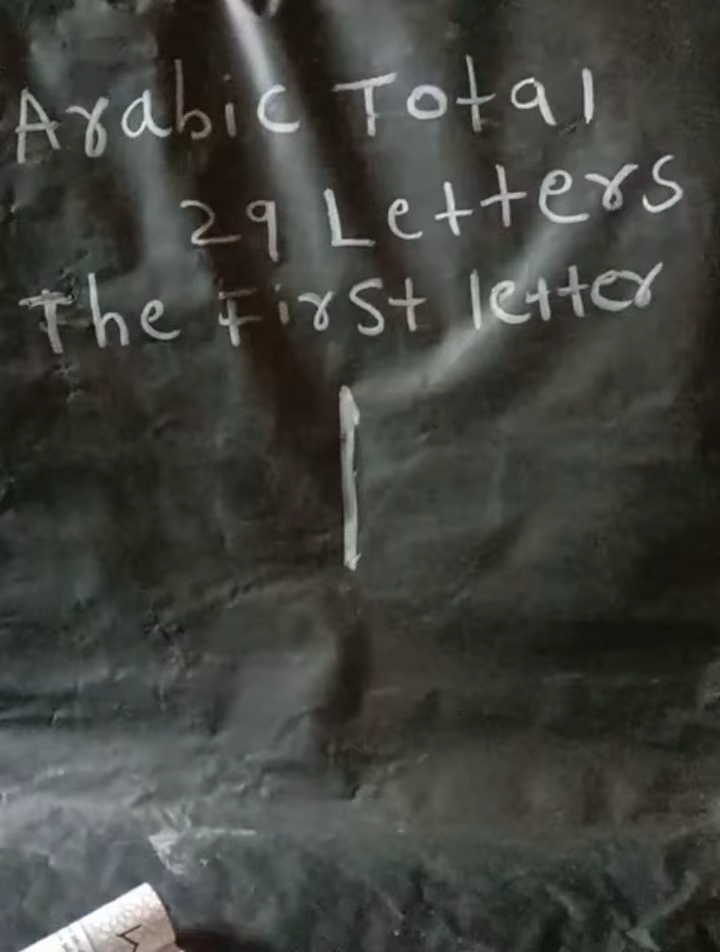 Arabic Total
29 Letters
The First letter
ا